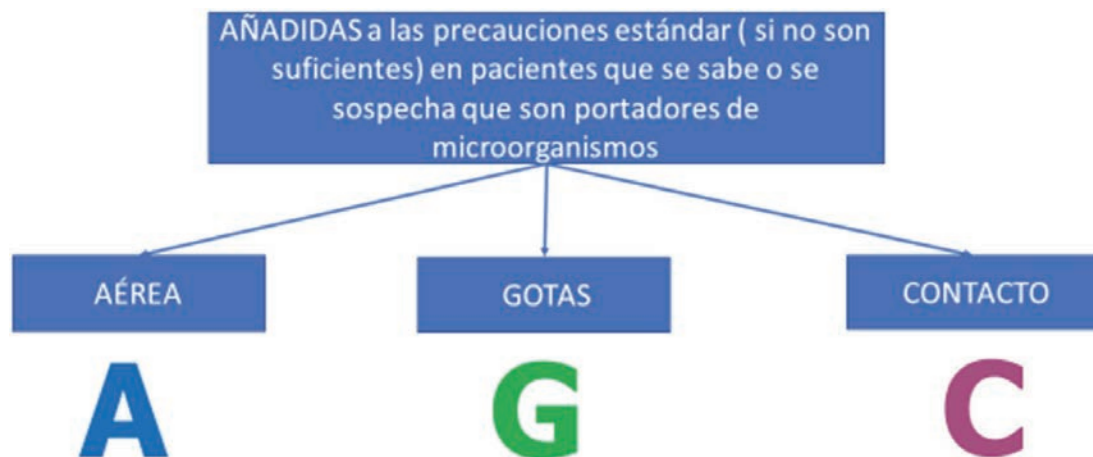 AÑADIDAS a las precauciones estándar ( si no son
suficientes) en pacientes que se sabe o se
sospecha que son portadores de
microorganismos
AÉREA
GOTAS
CONTACTO
A
G
C